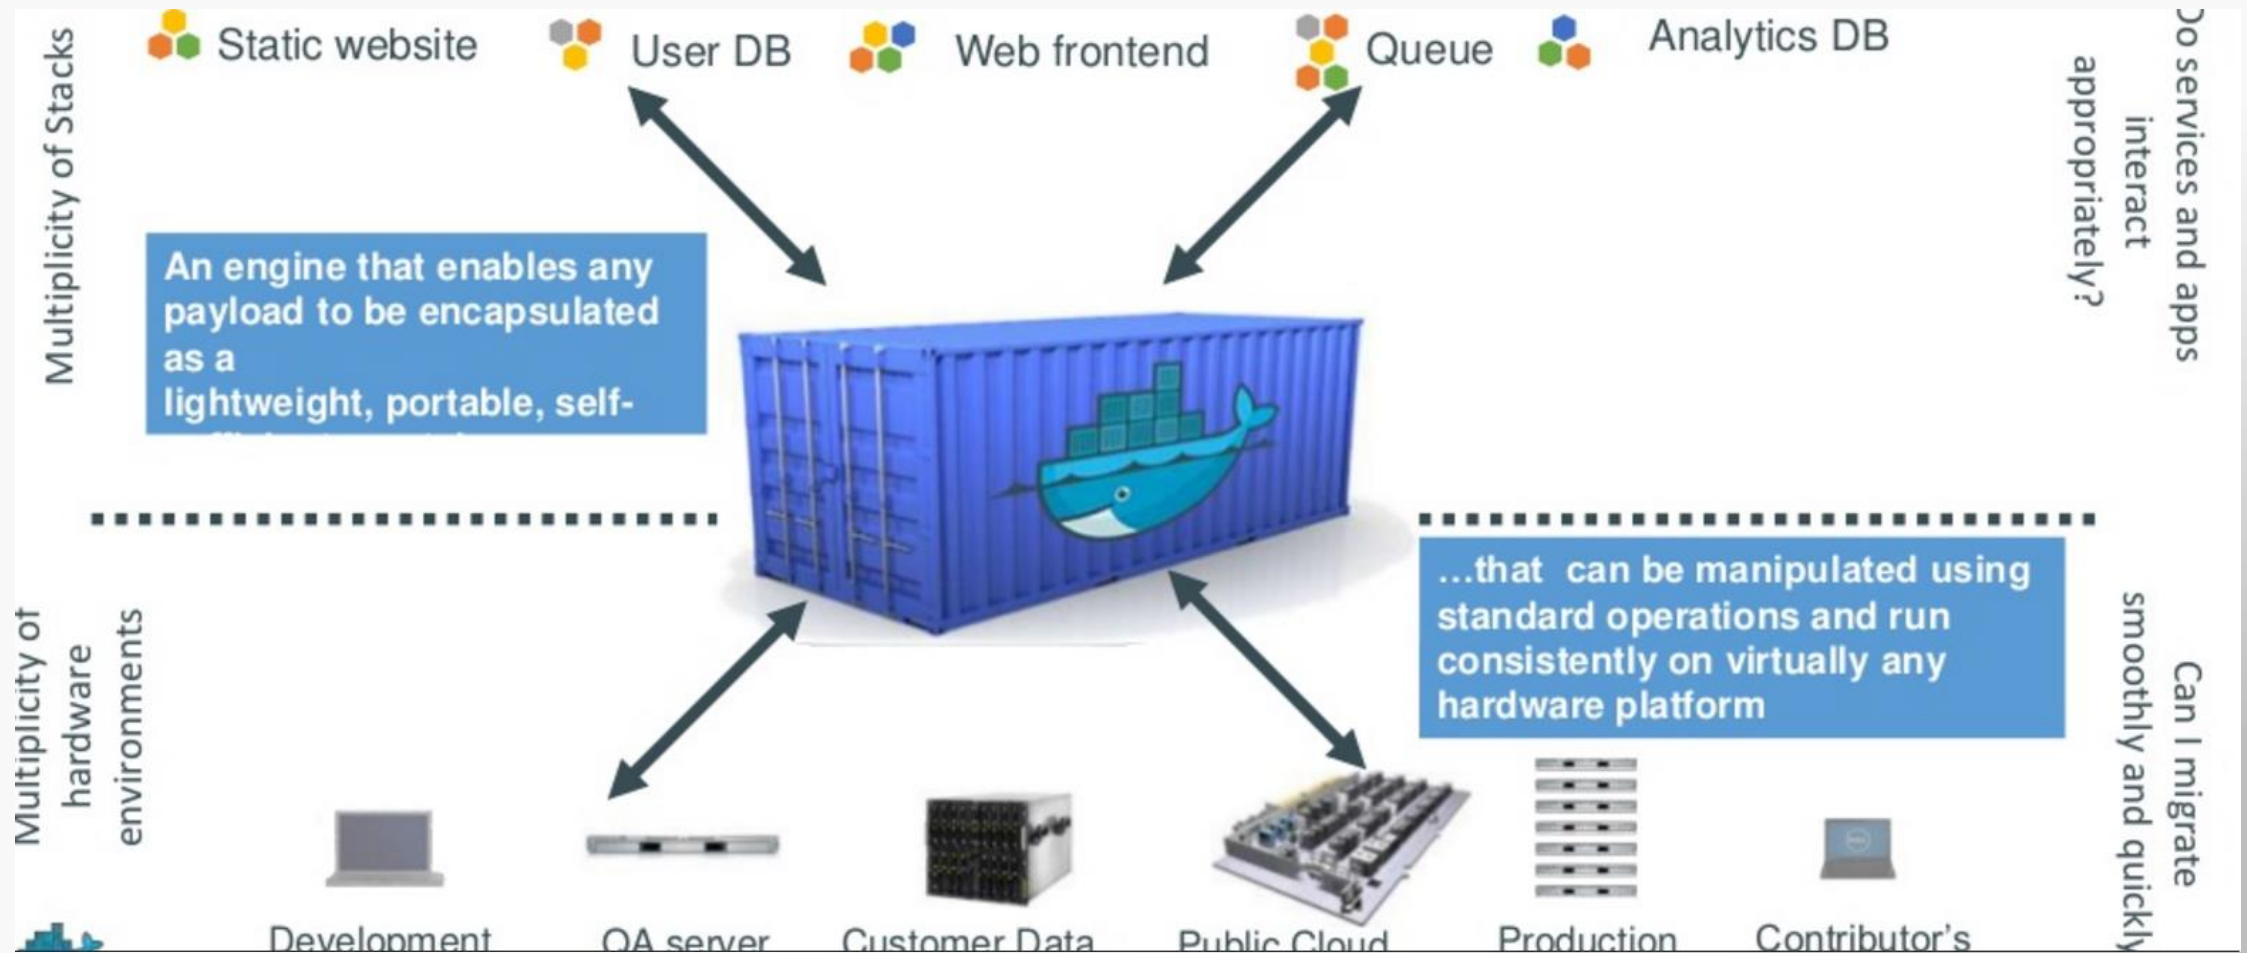 Multiplicity of Stacks
Static website
User DB
Web frontend
Queue
Analytics DB
Do services and apps
interact
appropriately?
An engine that enables any
payload to be encapsulated
as a
lightweight, portable, self-
…that can be manipulated using
standard operations and run
consistently on virtually any
hardware platform
Multiplicity of
hardware
environments
Can I migrate
smoothly and quickly
Development
QA server
Customer Data
Public Cloud
Production
Contributor’s